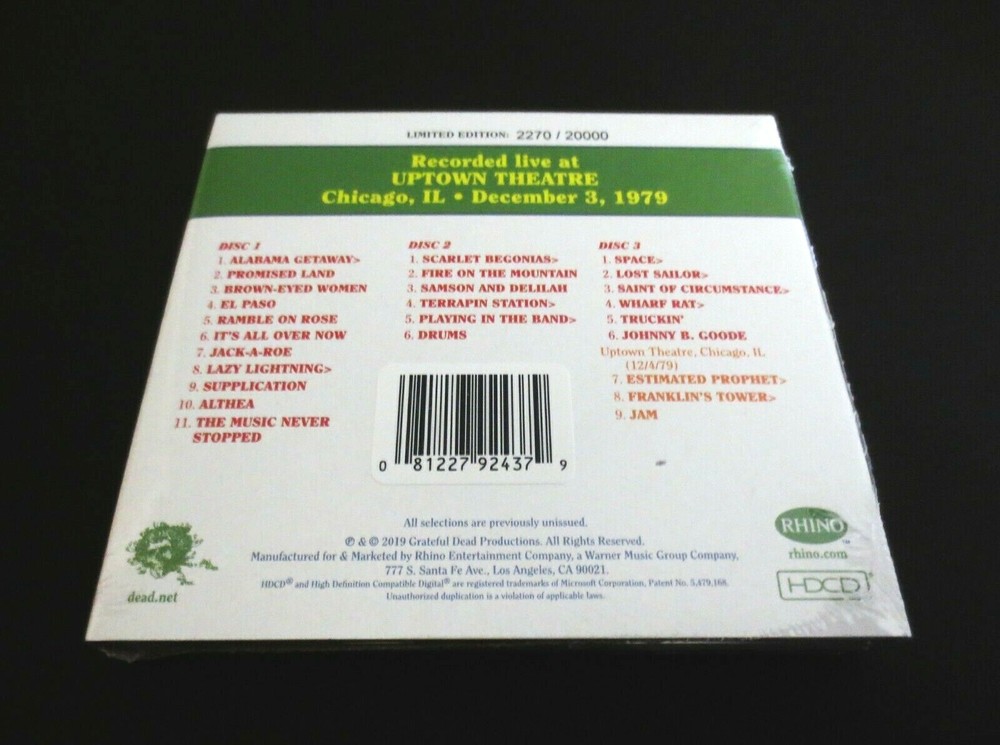 LIMITED EDITION: 2270 / 20000
Recorded live at
UPTOWN THEATRE
Chicago, IL • December 3, 1979
DISC 1
1. ALABAMA GETAWAY>
2. PROMISED LAND
3. BROWN-EYED WOMEN
4. EL PASO
5. RAMBLE ON ROSE
6. IT'S ALL OVER NOW
7. JACK-A-ROE
8. LAZY LIGHTNING>
9. SUPPLICATION
10. ALTHEA
11. THE MUSIC NEVER
STOPPED
DISC 2
1. SCARLET BEGONIAS>
2. FIRE ON THE MOUNTAIN
3. SAMSON AND DELILAH
4. TERRAPIN STATION>
5. PLAYING IN THE BAND>
6. DRUMS
DISC 3
1. SPACE>
2. LOST SAILOR>
3. SAINT OF CIRCUMSTANCE>
4. WHARF RAT>
5. TRUCKIN'
6. JOHNNY B. GOODE
Uptown Theatre, Chicago, IL
(12/4/79)
7. ESTIMATED PROPHET>
8. FRANKLIN'S TOWER>
9. JAM
0 81227 92437 9
All selections are previously unissued.
℗ & © 2019 Grateful Dead Productions. All Rights Reserved.
Manufactured for & Marketed by Rhino Entertainment Company, a Warner Music Group Company,
777 S. Santa Fe Ave., Los Angeles, CA 90021.
HDCD® and High Definition Compatible Digital® are registered trademarks of Microsoft Corporation, Patent No. 5,479,168.
Unauthorized duplication is a violation of applicable laws.
dead.net
RHINO™
rhino.com
HDCD®